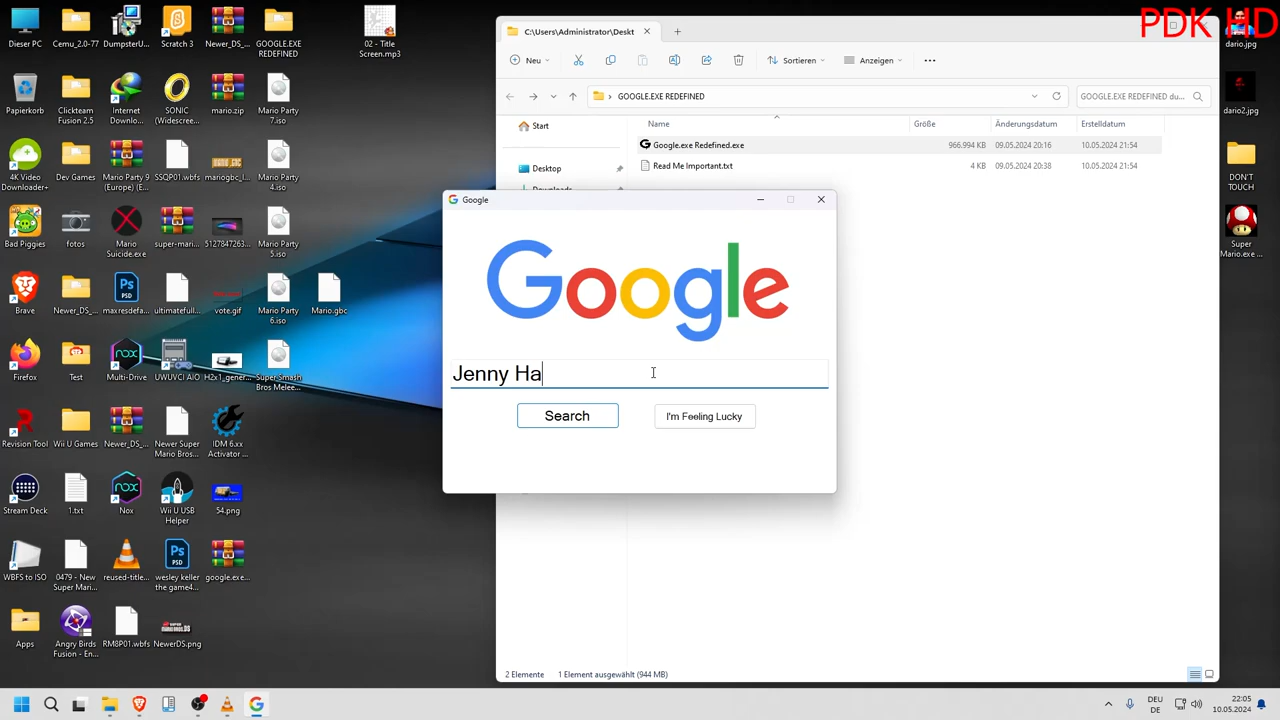 PDK HD
Dieser PC
Cemu_2.0-77
DumpsterU...
Scratch 3
Newer_DS_...
GOOGLE.EXE
REDEFINED
02 - Title
Screen.mp3
Papierkorb
Clickteam
Fusion 2.5
Internet
Downlo...
SONIC
(Widescree...
mario.zip
Mario Party
7.iso
4K Video
Downloader+
Dev Games
Mario Party
9 (Europe) (E...
SSQP01.wbfs
mario.gbc
Mario Party
4.iso
Bad Piggies
fotos
Mario
Suicide.exe
super-mari...
5127847263...
Mario Party
5.iso
Brave
Newer_DS_...
maxresdefa...
ultimatefull...
vote.gif
Mario Party
6.iso
Mario.gbc
Firefox
Test
Multi-Drive
UWUVCI AIO
H2x1_gener...
Super Smash
Bros Melee...
Revision Tool
Wii U Games
Newer_DS_...
Newer Super
Mario Bros...
IDM 6.xx
Activator ...
Stream Deck
1.txt
Nox
Wii U USB
Helper
54.png
WBFS to ISO
0479 - New
Super Mari...
reused-title...
wesley keller
the game4...
google.exe...
Apps
Angry Birds
Fusion - En...
RM8P01.wbfs
NewerDS.png
C:\Users\Administrator\Deskt
Neu
Sortieren
Anzeigen
GOOGLE.EXE REDEFINED
GOOGLE.EXE REDEFINED du...
Start
Desktop
Name
Größe
Änderungsdatum
Erstelldatum
Google.exe Redefined.exe
966.994 KB
09.05.2024 20:16
10.05.2024 21:54
Read Me Important.txt
4 KB
09.05.2024 20:38
10.05.2024 21:54
Google
Google
Jenny Ha
Search
I'm Feeling Lucky
2 Elemente
1 Element ausgewählt (944 MB)
dario.jpg
dario2.jpg
DON'T
TOUCH
Super
Mario.exe ...
DEU
DE
22:05
10.05.2024